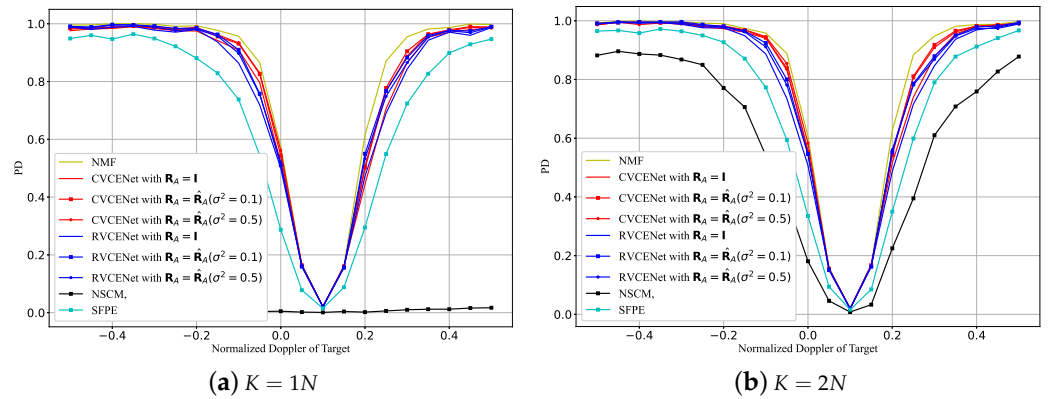 1.0
0.8
0.6
0.4
0.2
0.0
PD
NMF
CVCENet with R_A = I
CVCENet with R_A = R̂_A(σ² = 0.1)
CVCENet with R_A = R̂_A(σ² = 0.5)
RVCENet with R_A = I
RVCENet with R_A = R̂_A(σ² = 0.1)
RVCENet with R_A = R̂_A(σ² = 0.5)
NSCM,
SFPE
−0.4 −0.2 0.0 0.2 0.4
Normalized Doppler of Target
(a) K = 1N
1.0
0.8
0.6
0.4
0.2
0.0
PD
NMF
CVCENet with R_A = I
CVCENet with R_A = R̂_A(σ² = 0.1)
CVCENet with R_A = R̂_A(σ² = 0.5)
RVCENet with R_A = I
RVCENet with R_A = R̂_A(σ² = 0.1)
RVCENet with R_A = R̂_A(σ² = 0.5)
NSCM,
SFPE
−0.4 −0.2 0.0 0.2 0.4
Normalized Doppler of Target
(b) K = 2N